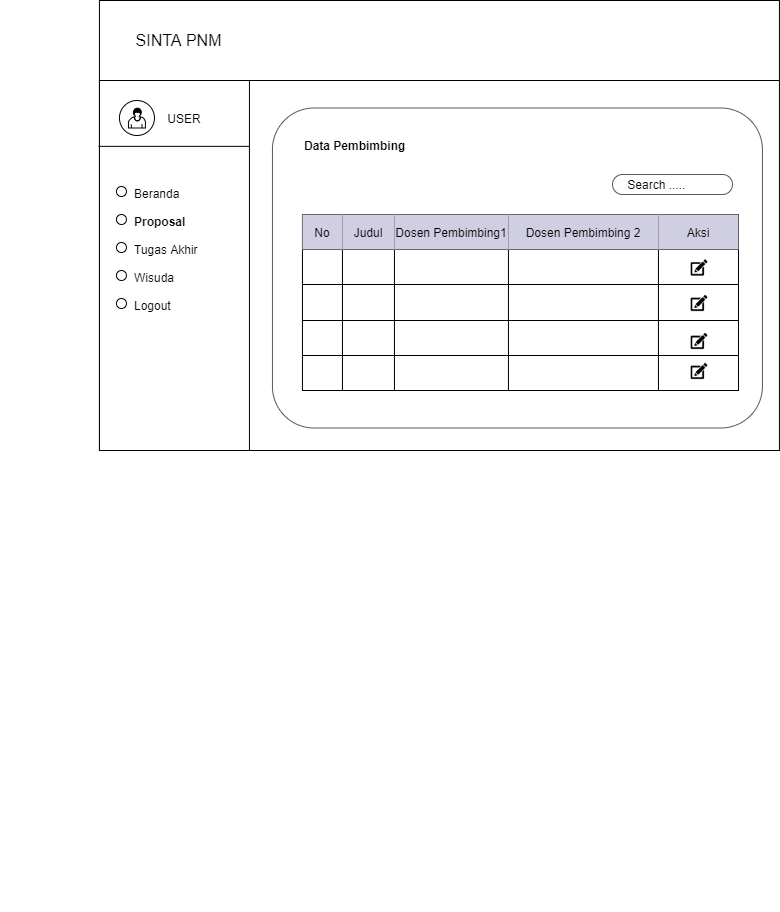 SINTA PNM
USER
Beranda
Proposal
Tugas Akhir
Wisuda
Logout
Data Pembimbing
Search .....
No Judul Dosen Pembimbing1 Dosen Pembimbing 2 Aksi